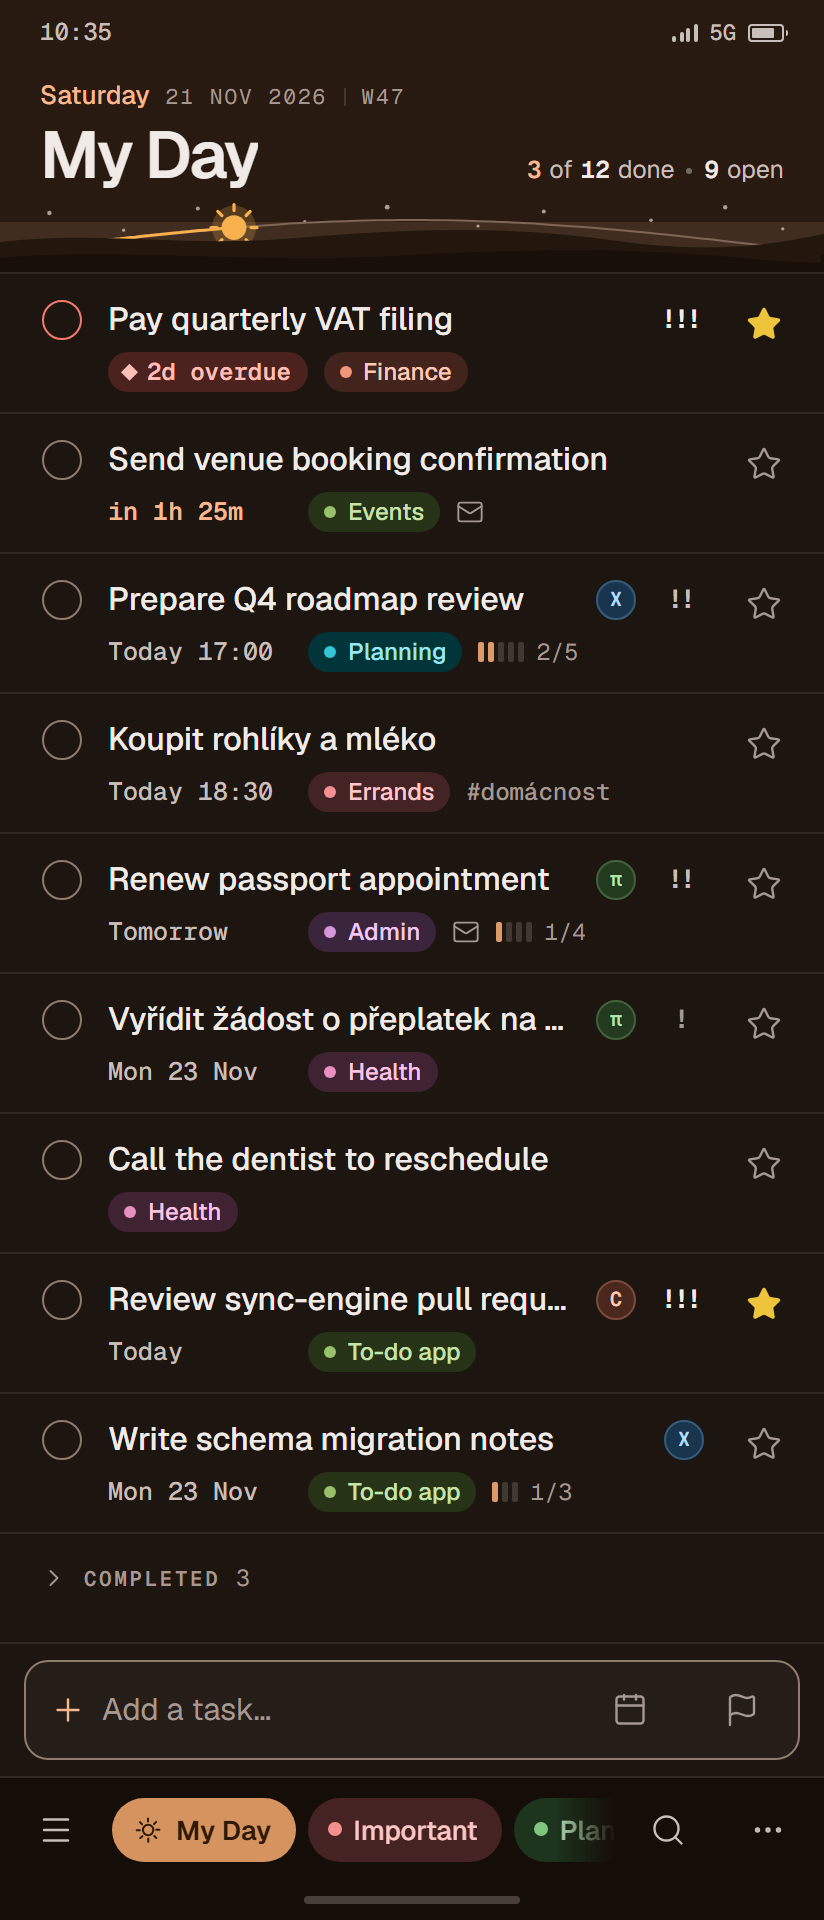 10:35 5G
Saturday 21 NOV 2026 | W47
My Day
3 of 12 done • 9 open
Pay quarterly VAT filing !!!
2d overdue Finance
Send venue booking confirmation
in 1h 25m Events
Prepare Q4 roadmap review X !!
Today 17:00 Planning 2/5
Koupit rohlíky a mléko
Today 18:30 Errands #domácnost
Renew passport appointment π !!
Tomorrow Admin 1/4
Vyřídit žádost o přeplatek na … π !
Mon 23 Nov Health
Call the dentist to reschedule
Health
Review sync-engine pull requ… C !!!
Today To-do app
Write schema migration notes X
Mon 23 Nov To-do app 1/3
COMPLETED 3
Add a task…
My Day Important Plan